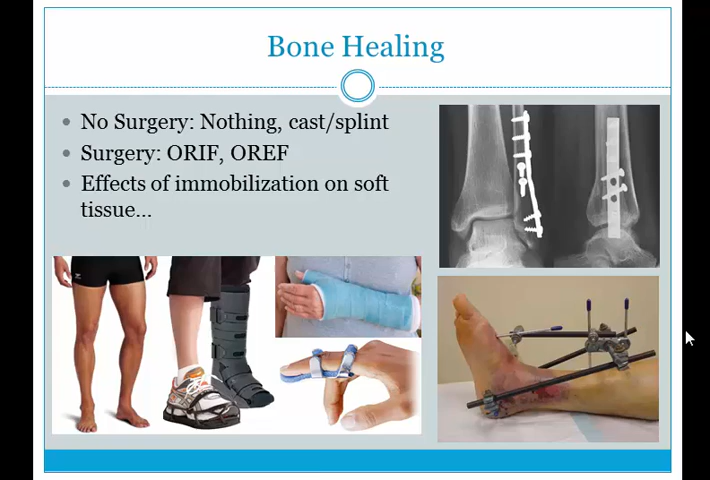 Bone Healing
No Surgery: Nothing, cast/splint
Surgery: ORIF, OREF
Effects of immobilization on soft
tissue...